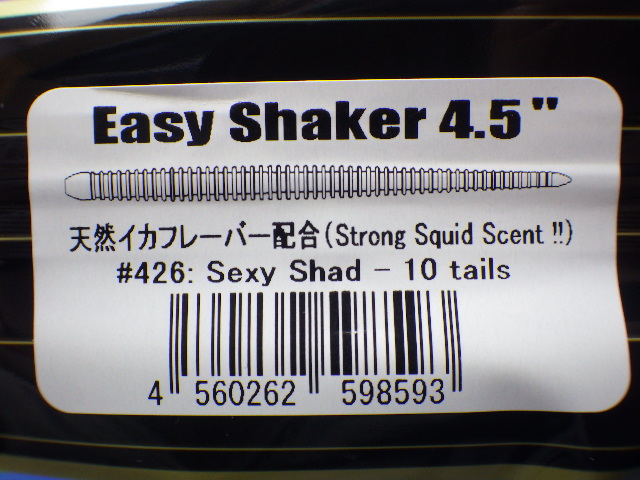 Easy Shaker 4.5"
天然イカフレーバー配合(Strong Squid Scent !!)
#426: Sexy Shad - 10 tails
4 560262 598593